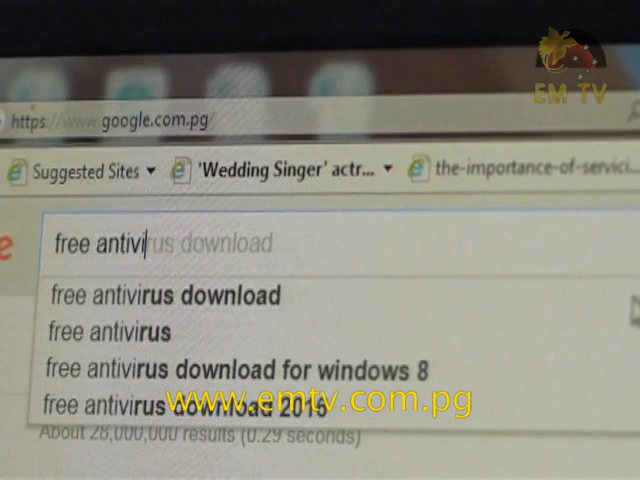 EM TV
https://www.google.com.pg/
Suggested Sites
'Wedding Singer' actr...
the-importance-of-servici...
e
free antivirus download
free antivirus download
free antivirus
free antivirus download for windows 8
free antivirus download 2015
www.emtv.com.pg
About 28,000,000 results (0.29 seconds)